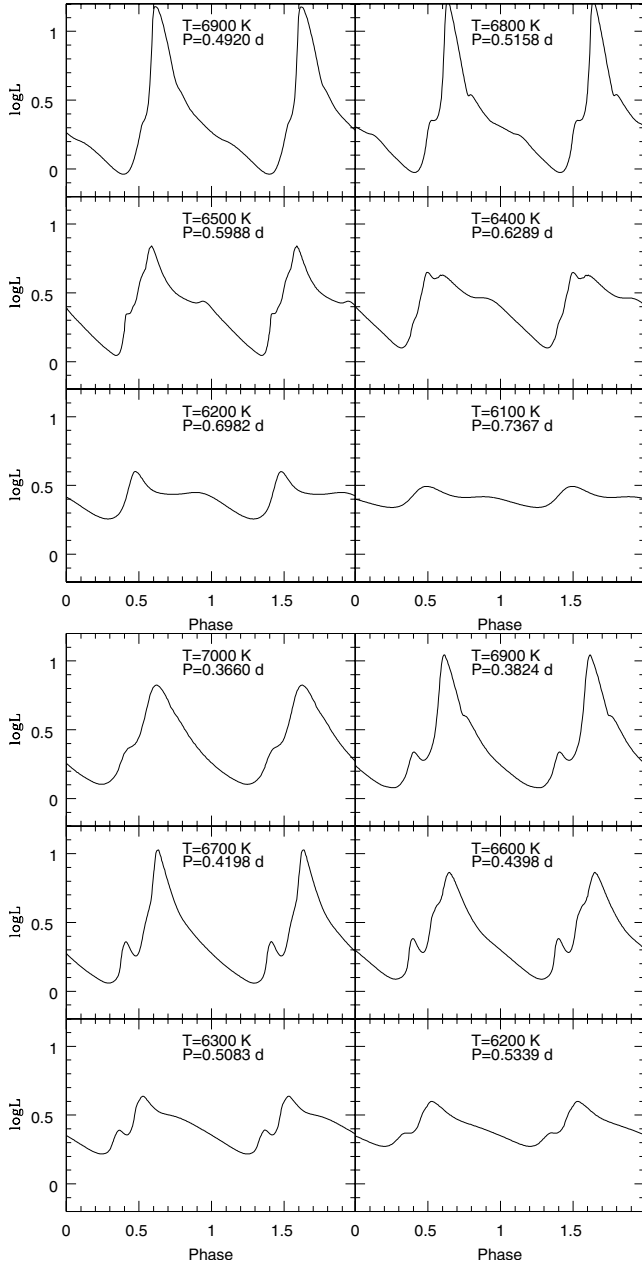 T=6900 K
P=0.4920 d
T=6800 K
P=0.5158 d
logL
1
0.5
0
T=6500 K
P=0.5988 d
T=6400 K
P=0.6289 d
logL
1
0.5
0
T=6200 K
P=0.6982 d
T=6100 K
P=0.7367 d
logL
1
0.5
0
0 0.5 1 1.5 0.5 1 1.5
Phase Phase
T=7000 K
P=0.3660 d
T=6900 K
P=0.3824 d
logL
1
0.5
0
T=6700 K
P=0.4198 d
T=6600 K
P=0.4398 d
logL
1
0.5
0
T=6300 K
P=0.5083 d
T=6200 K
P=0.5339 d
logL
1
0.5
0
0 0.5 1 1.5 0.5 1 1.5
Phase Phase